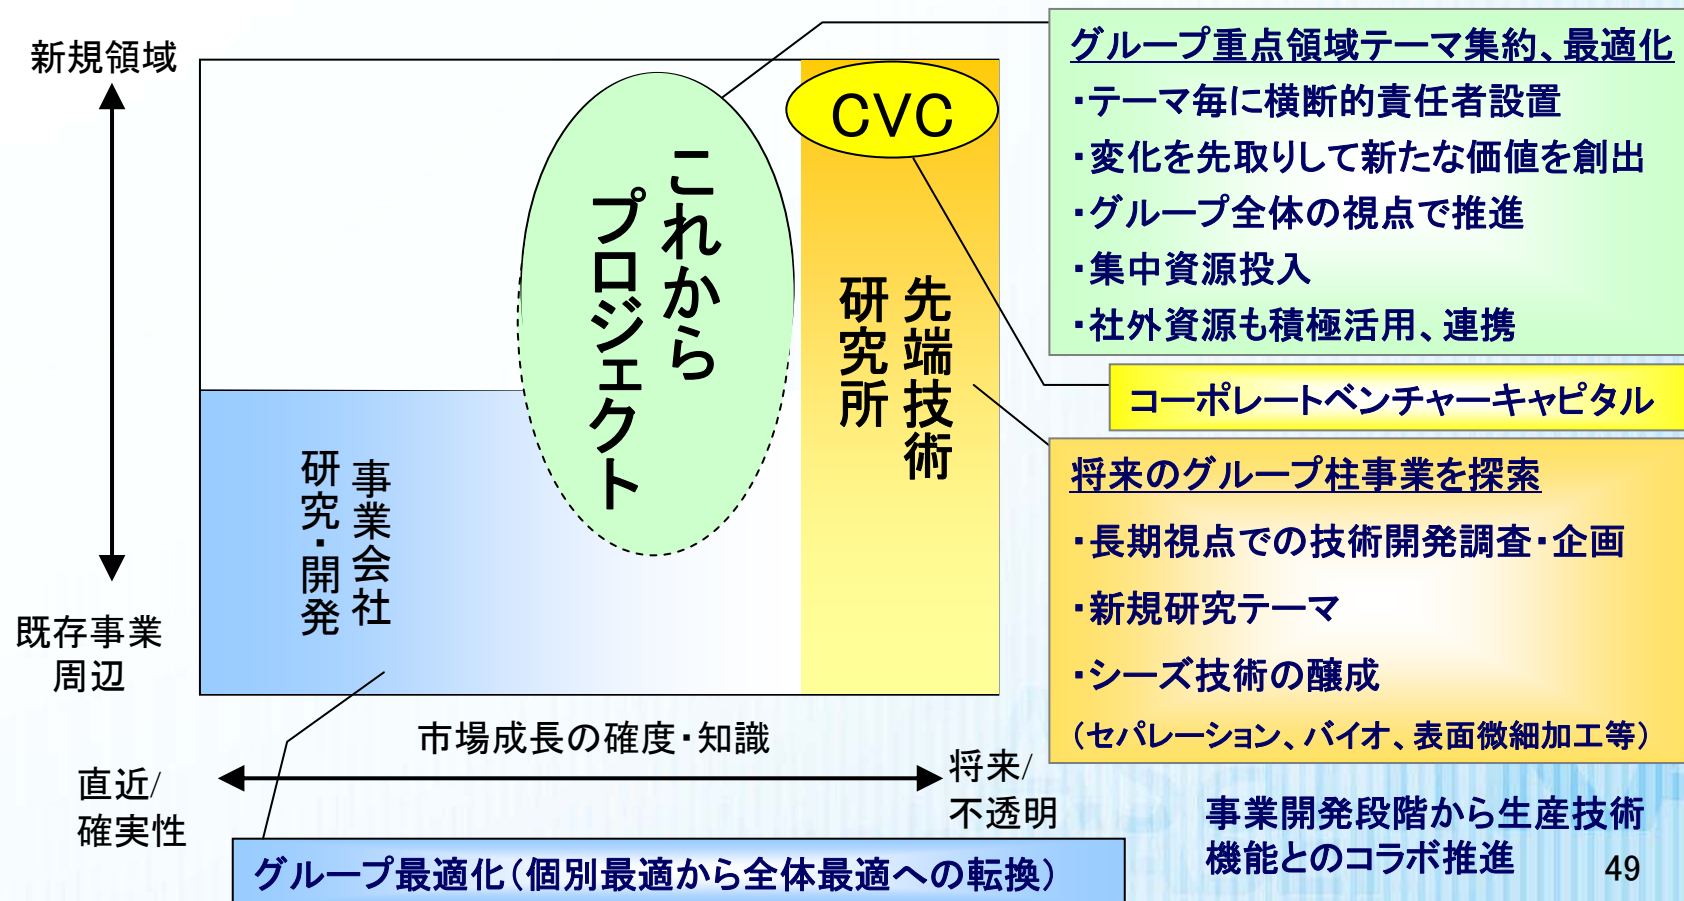 新規領域
既存事業
周辺
CVC
これから
プロジェクト
先端技術
研究所
事業会社
研究・開発
市場成長の確度・知識
直近/
確実性
将来/
不透明
グループ最適化（個別最適から全体最適への転換）
グループ重点領域テーマ集約、最適化
・テーマ毎に横断的責任者設置
・変化を先取りして新たな価値を創出
・グループ全体の視点で推進
・集中資源投入
・社外資源も積極活用、連携
コーポレートベンチャーキャピタル
将来のグループ柱事業を探索
・長期視点での技術開発調査・企画
・新規研究テーマ
・シーズ技術の醸成
（セパレーション、バイオ、表面微細加工等）
事業開発段階から生産技術
機能とのコラボ推進
49